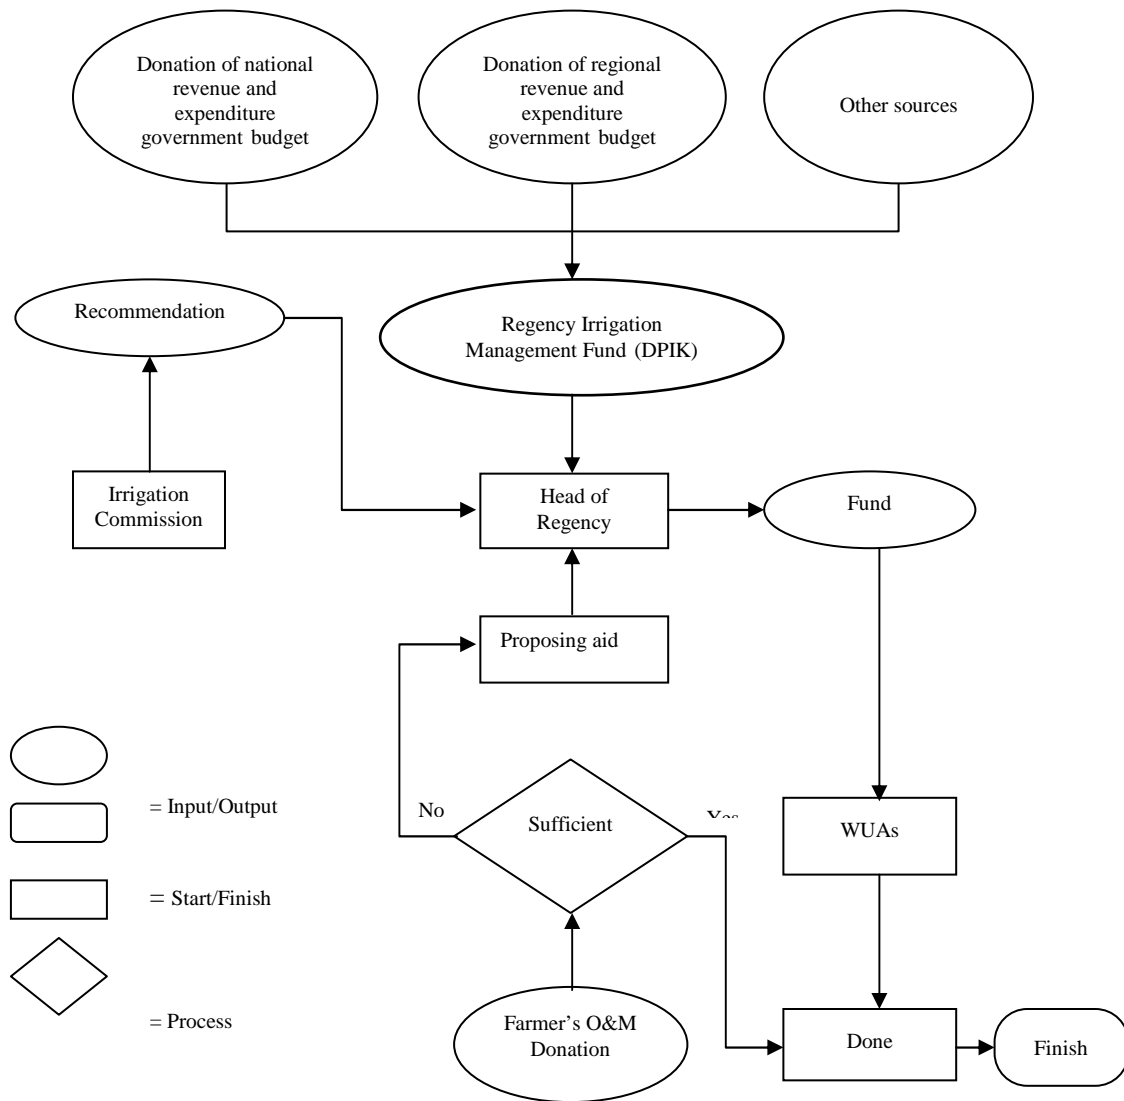 Donation of national
revenue and
expenditure
government budget
Donation of regional
revenue and
expenditure
government budget
Other sources
Recommendation
Regency Irrigation
Management Fund (DPIK)
Irrigation
Commission
Head of
Regency
Fund
Proposing aid
No
Sufficient
Yes
WUAs
= Input/Output
= Start/Finish
= Process
Farmer's O&M
Donation
Done
Finish